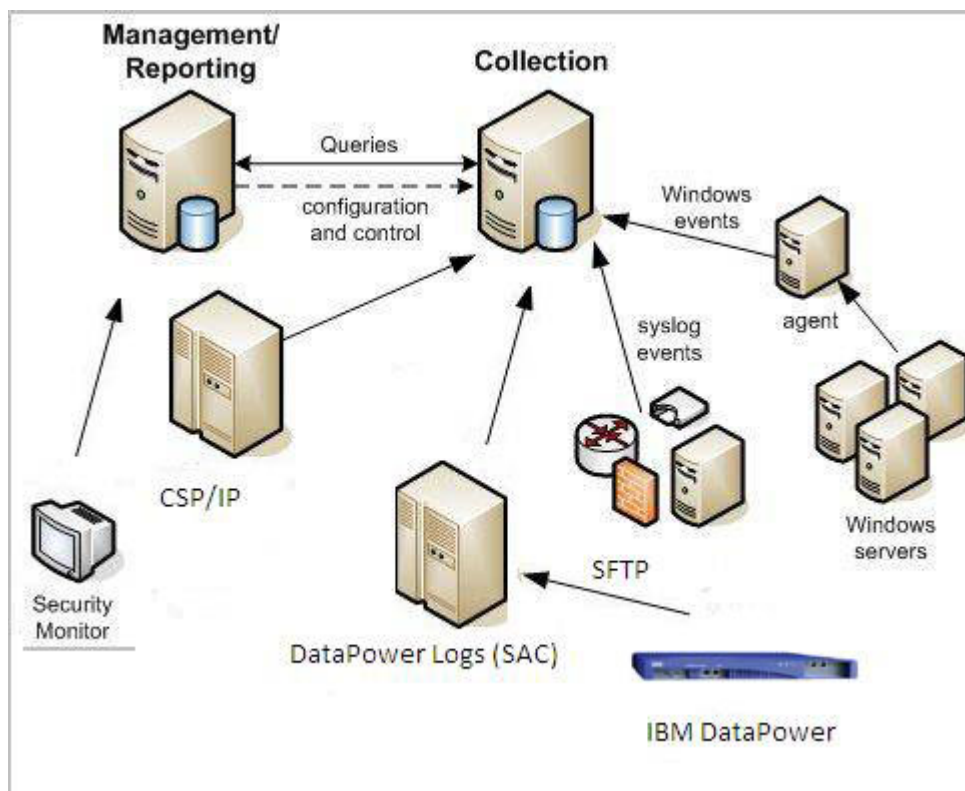 Management/
Reporting
Collection
Queries
configuration
and control
Windows
events
agent
syslog
events
CSP/IP
Windows
servers
SFTP
Security
Monitor
DataPower Logs (SAC)
IBM DataPower